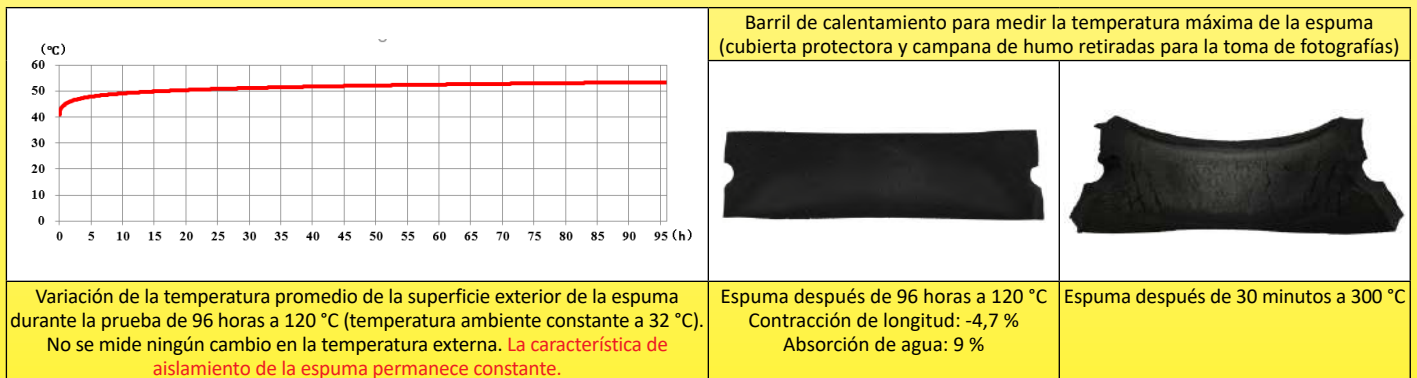 Barril de calentamiento para medir la temperatura máxima de la espuma
(cubierta protectora y campana de humo retiradas para la toma de fotografías)
(ºC)
60
50
40
30
20
10
0
0 5 10 15 20 25 30 35 40 45 50 55 60 65 70 75 80 85 90 95 (h)
Variación de la temperatura promedio de la superficie exterior de la espuma
durante la prueba de 96 horas a 120 °C (temperatura ambiente constante a 32 °C).
No se mide ningún cambio en la temperatura externa. La característica de
aislamiento de la espuma permanece constante.
Espuma después de 96 horas a 120 °C
Contracción de longitud: -4,7 %
Absorción de agua: 9 %
Espuma después de 30 minutos a 300 °C